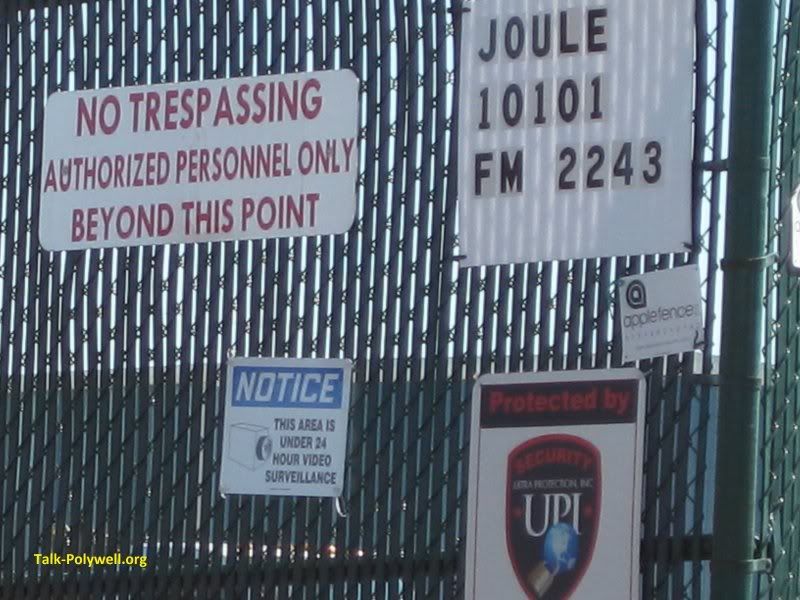 NO TRESPASSING
AUTHORIZED PERSONNEL ONLY
BEYOND THIS POINT
JOULE
10101
FM 2243
applefence
NOTICE
THIS AREA IS
UNDER 24
HOUR VIDEO
SURVEILLANCE
Protected by
SECURITY
PROTECTION, INC
UPI
Talk-Polywell.org